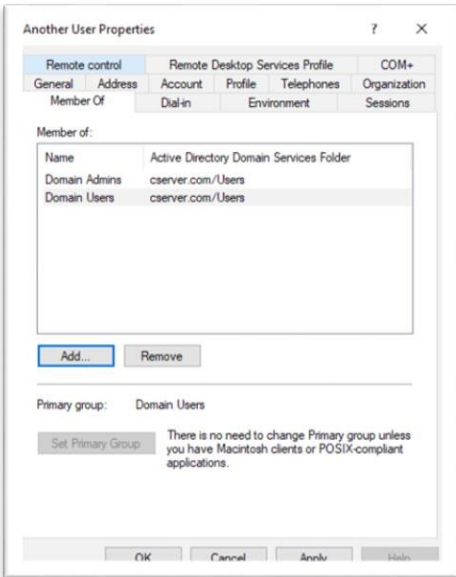 Another User Properties ? ×
Remote control Remote Desktop Services Profile COM+
General Address Account Profile Telephones Organization
Member Of Dial-in Environment Sessions
Member of:
Name Active Directory Domain Services Folder
Domain Admins cserver.com/Users
Domain Users cserver.com/Users
Add... Remove
Primary group: Domain Users
Set Primary Group
There is no need to change Primary group unless
you have Macintosh clients or POSIX-compliant
applications.
OK Cancel Apply Help